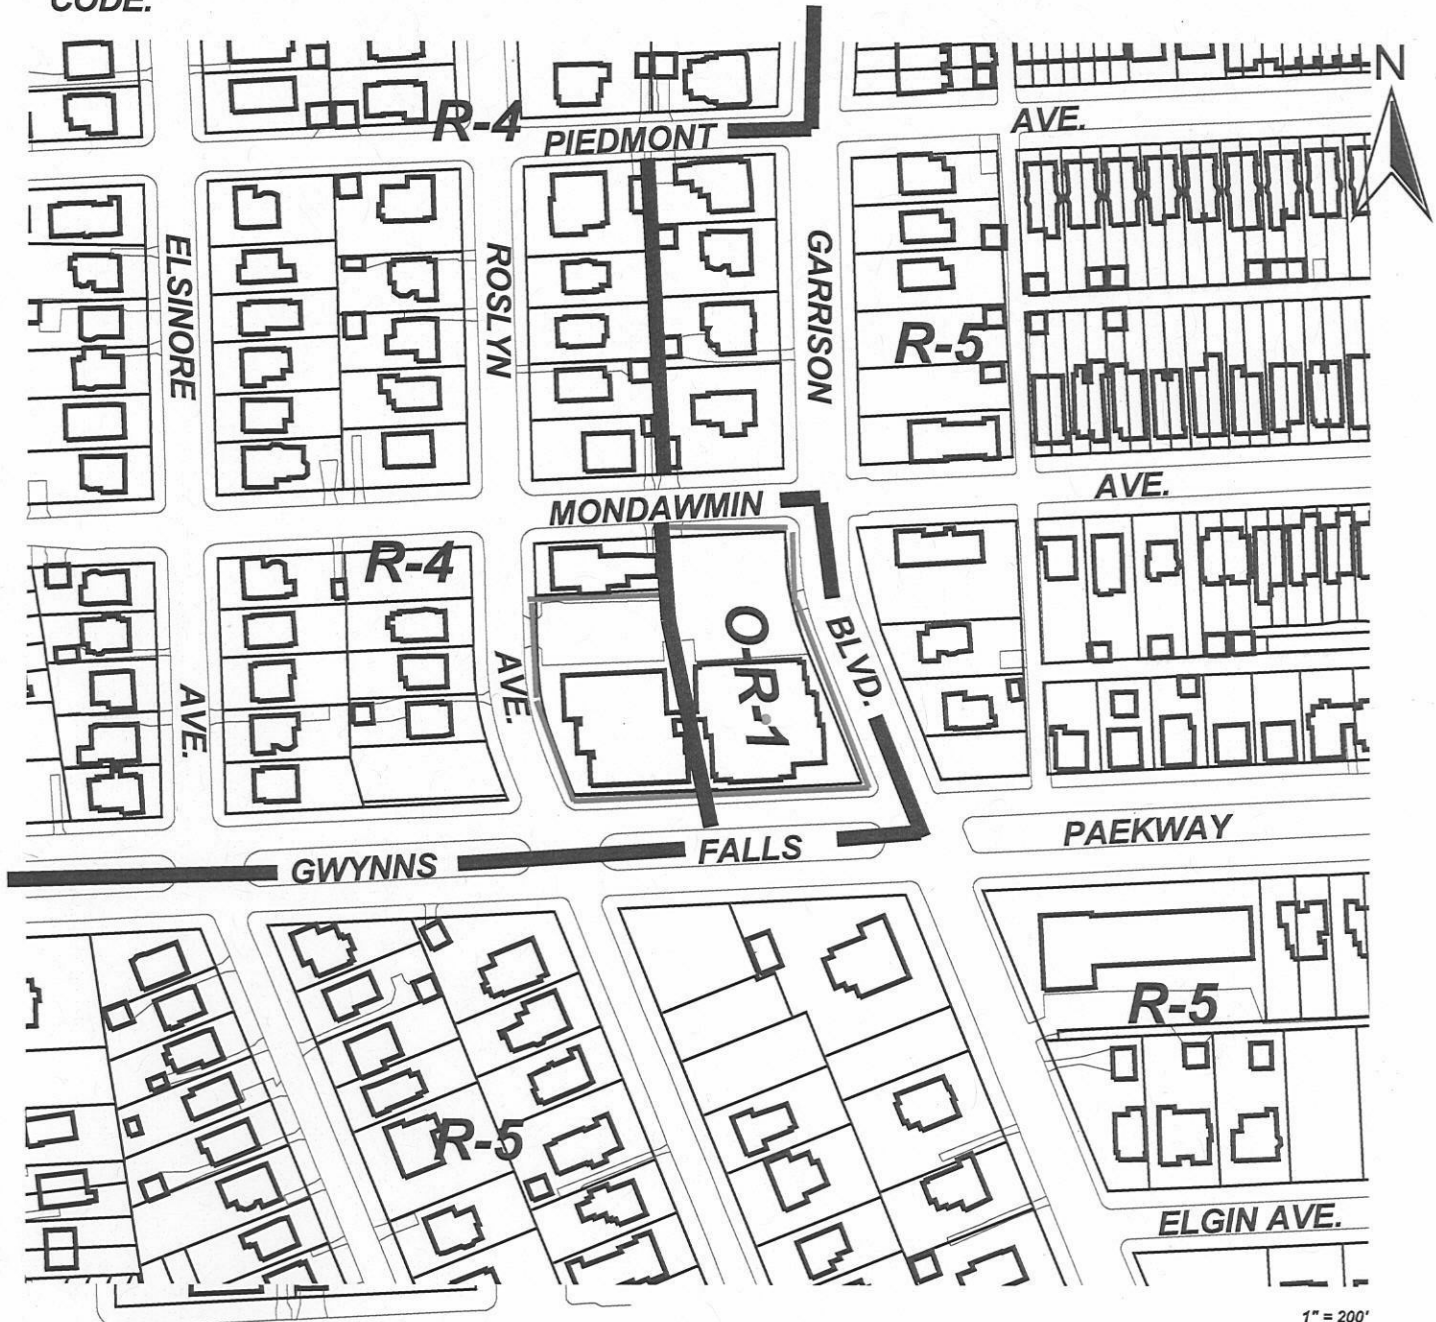 CODE.
N
R-4
PIEDMONT
AVE.
ELSINORE
ROSLYN
GARRISON
R-5
MONDAWMIN
AVE.
R-4
O-R-1
BLVD.
AVE.
AVE.
GWYNNS
FALLS
PAEKWAY
R-5
R-5
ELGIN AVE.
1" = 200'